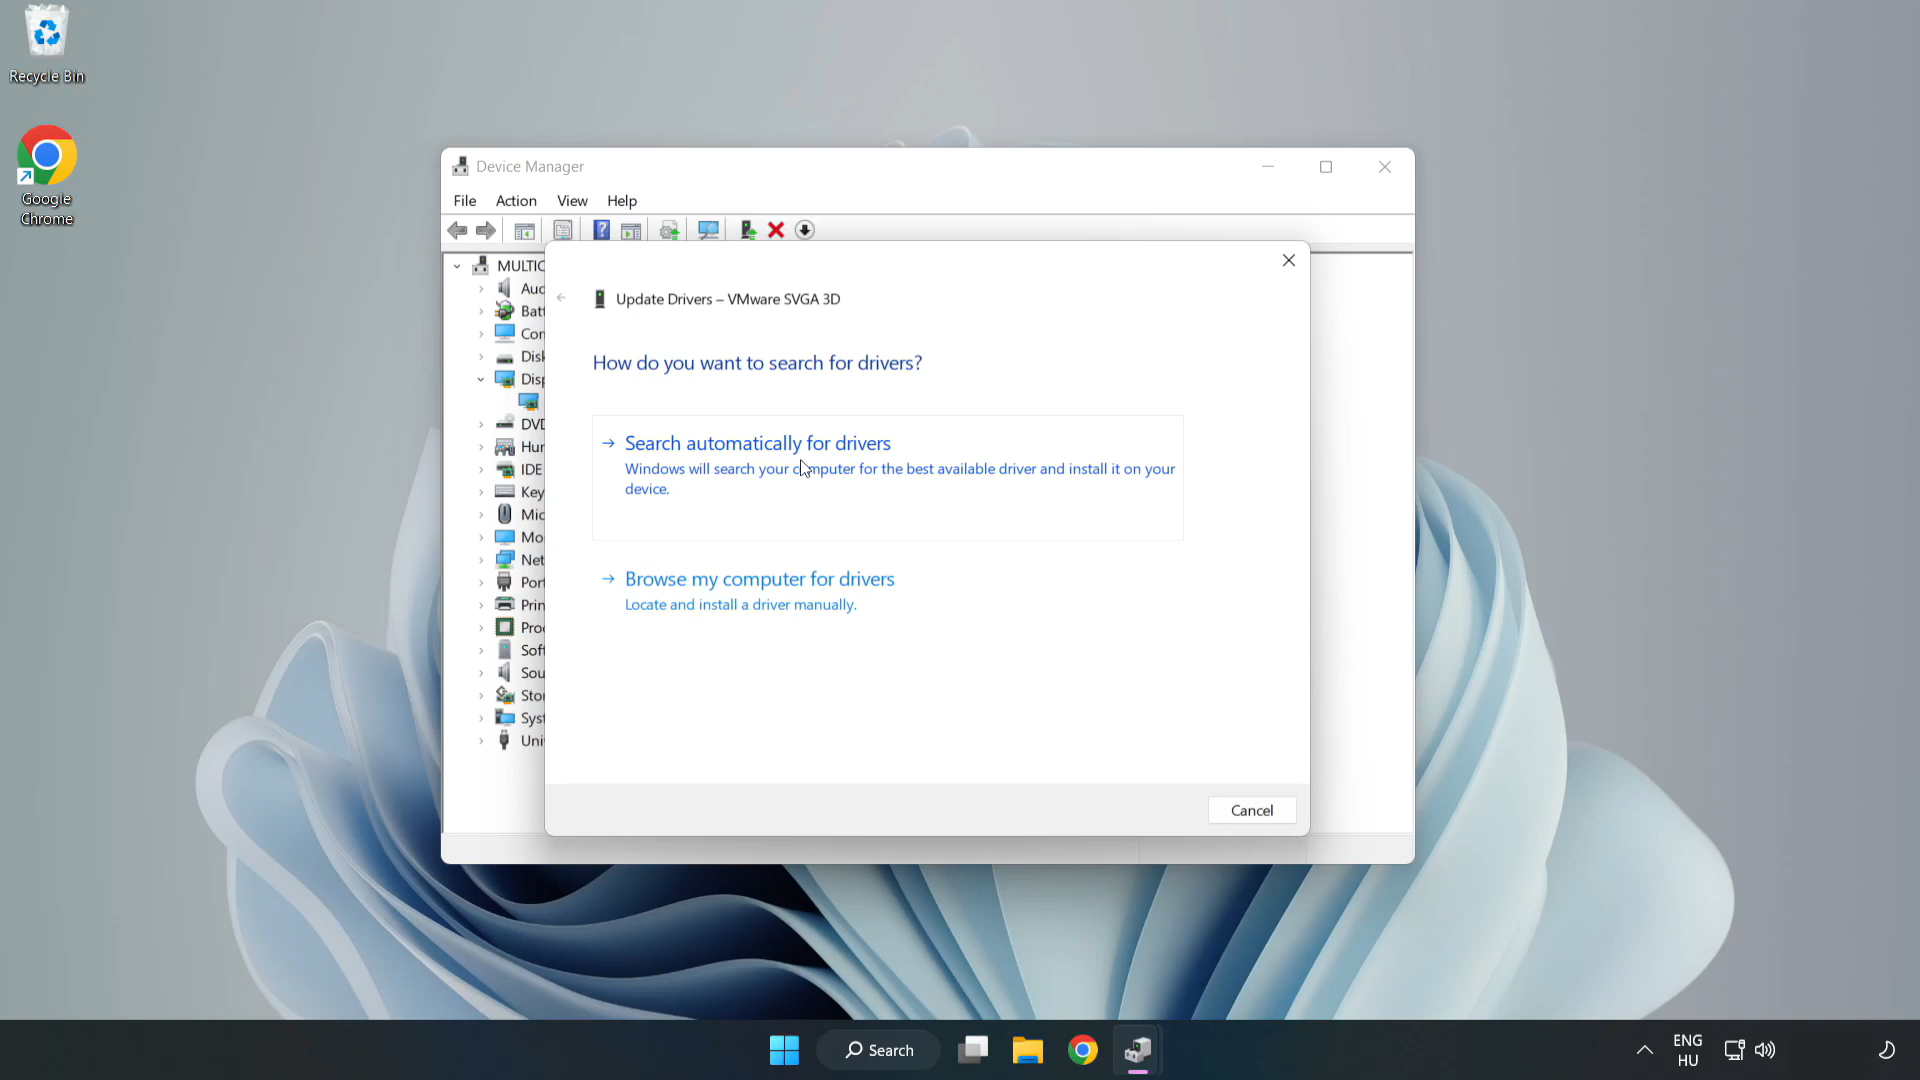 Recycle Bin
Google
Chrome
Device Manager
File Action View Help
MULTIC
Aud
Batt
Con
Disk
Disp
DVD
Hun
IDE
Key
Mic
Mo
Net
Port
Prin
Proc
Soft
Sou
Stor
Syst
Uni
Update Drivers – VMware SVGA 3D
How do you want to search for drivers?
Search automatically for drivers
Windows will search your computer for the best available driver and install it on your
device.
Browse my computer for drivers
Locate and install a driver manually.
Cancel
Search
ENG
HU